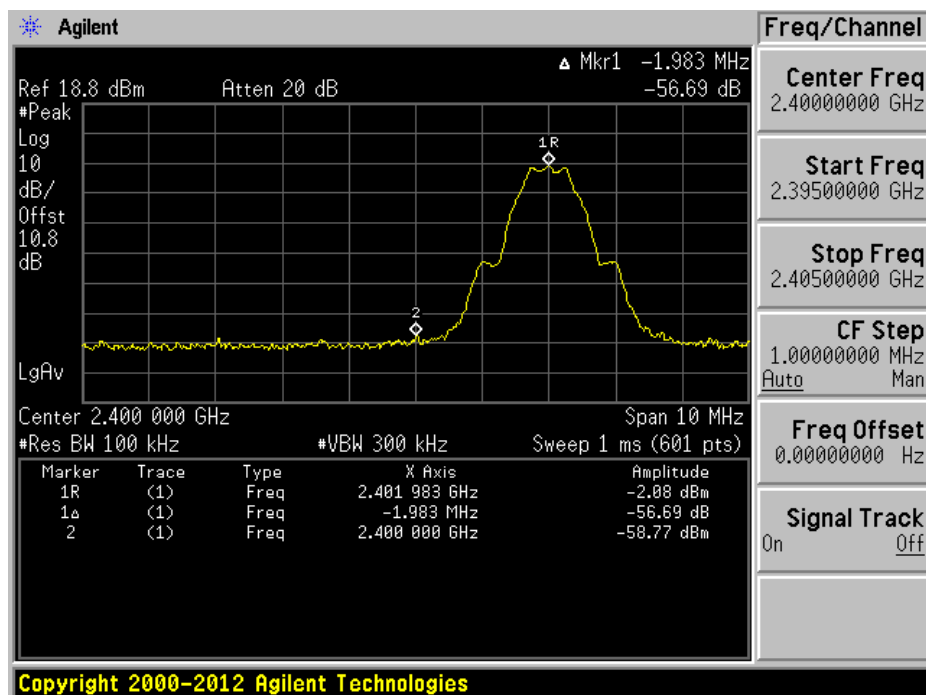 Agilent
Freq/Channel
Δ Mkr1 -1.983 MHz
Ref 18.8 dBm Atten 20 dB -56.69 dB
#Peak
Log
10
dB/
Offst
10.8
dB
LgAv
1R
2
Center 2.400 000 GHz Span 10 MHz
#Res BW 100 kHz #VBW 300 kHz Sweep 1 ms (601 pts)
Marker Trace Type X Axis Amplitude
1R (1) Freq 2.401 983 GHz -2.08 dBm
1Δ (1) Freq -1.983 MHz -56.69 dB
2 (1) Freq 2.400 000 GHz -58.77 dBm
Center Freq
2.40000000 GHz
Start Freq
2.39500000 GHz
Stop Freq
2.40500000 GHz
CF Step
1.00000000 MHz
Auto Man
Freq Offset
0.00000000 Hz
Signal Track
On Off
Copyright 2000-2012 Agilent Technologies